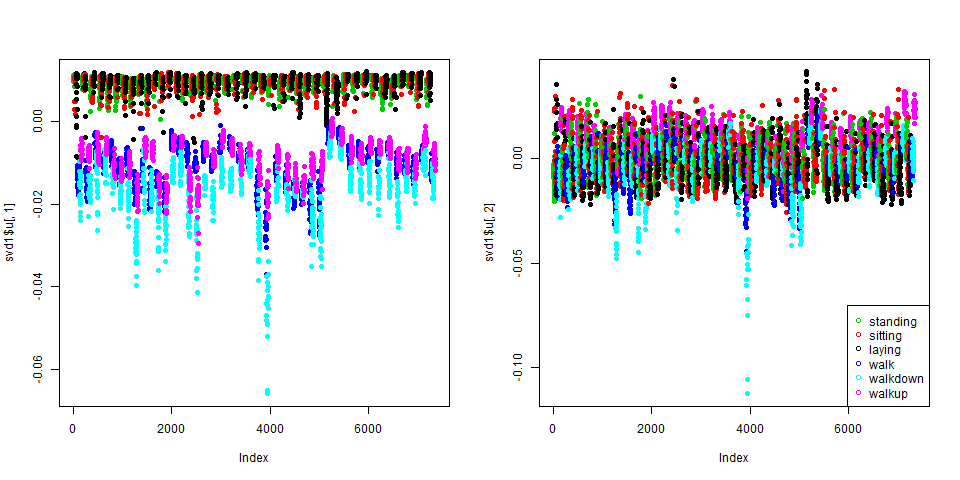 svd1$u[, 1]
0.00
-0.02
-0.04
-0.06
0
2000
4000
6000
Index
svd1$u[, 2]
0.00
-0.05
-0.10
0
2000
4000
6000
Index
standing
sitting
laying
walk
walkdown
walkup